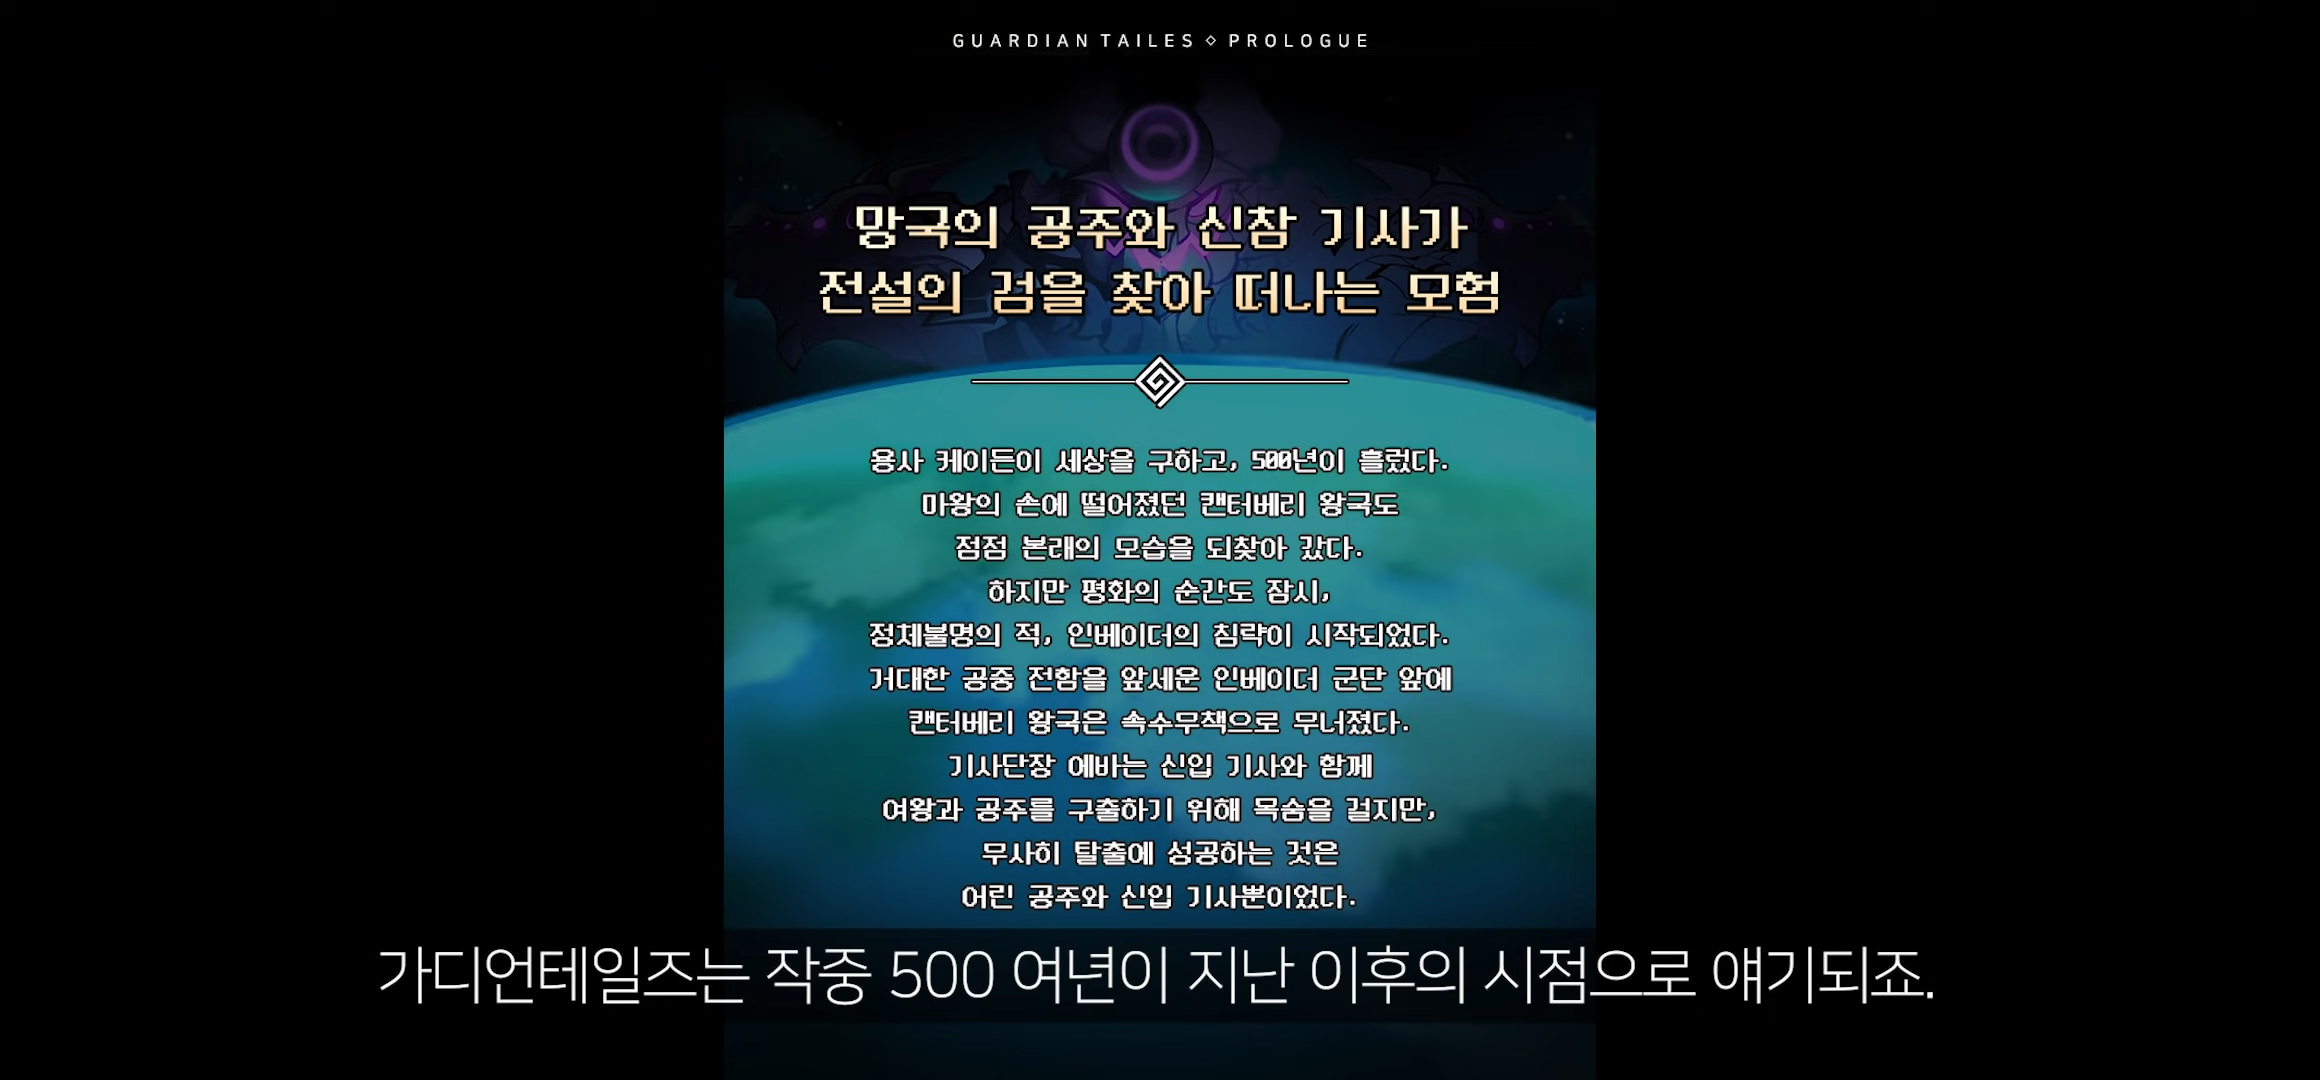 GUARDIAN TAILES ◇ PROLOGUE
망국의 공주와 신참 기사가
전설의 검을 찾아 떠나는 모험
용사 케이든이 세상을 구하고, 500년이 흘렀다.
마왕의 손에 떨어졌던 캔터베리 왕국도
점점 본래의 모습을 되찾아 갔다.
하지만 평화의 순간도 잠시,
정체불명의 적, 인베이더의 침략이 시작되었다.
거대한 공중 전함을 앞세운 인베이더 군단 앞에
캔터베리 왕국은 속수무책으로 무너졌다.
기사단장 에바는 신입 기사와 함께
여왕과 공주를 구출하기 위해 목숨을 걸지만,
무사히 탈출에 성공하는 것은
어린 공주와 신입 기사뿐이었다.
가디언테일즈는 작중 500 여년이 지난 이후의 시점으로 얘기되죠.